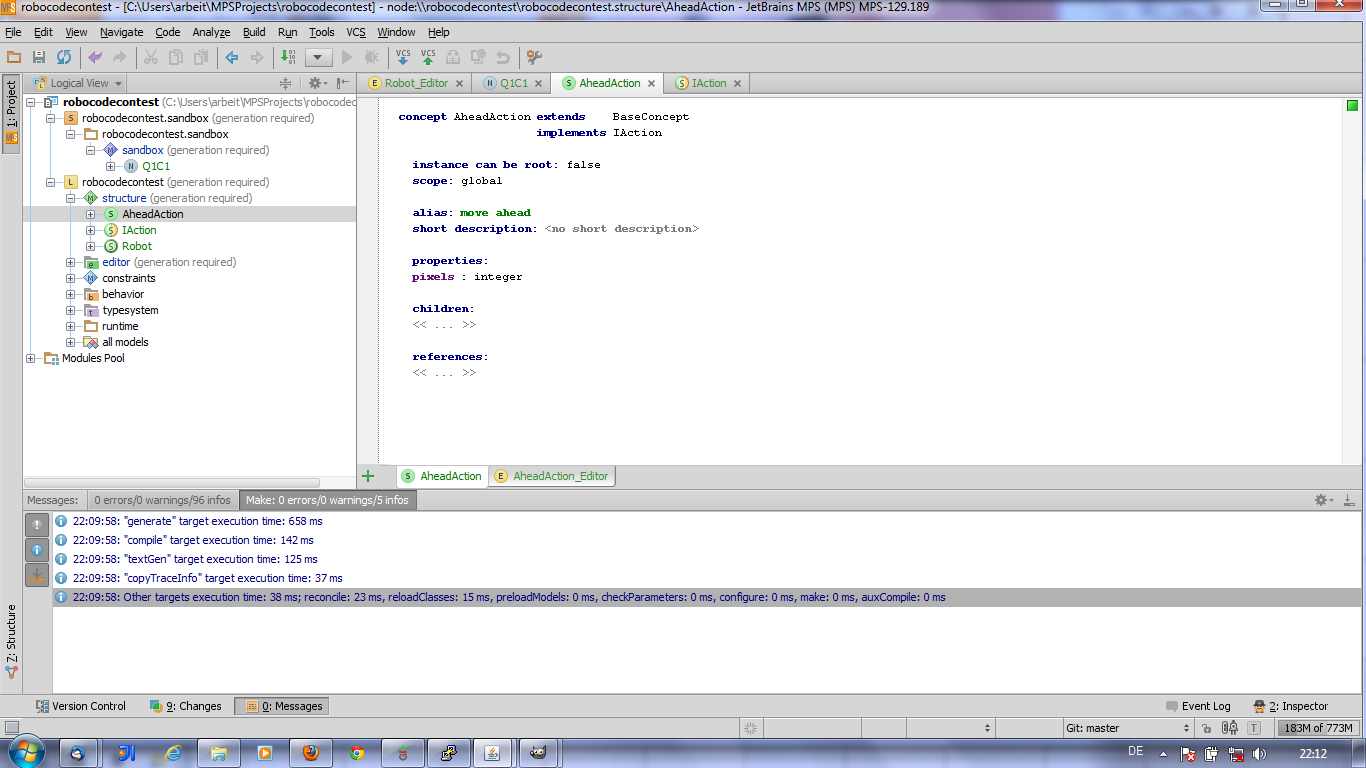 robocodecontest - [C:\Users\arbeit\MPSProjects\robocodecontest] - node:\\robocodecontest\robocodecontest.structure\AheadAction - JetBrains MPS (MPS) MPS-129.189
File Edit View Navigate Code Analyze Build Run Tools VCS Window Help
1: Project
Logical View
Robot_Editor Q1C1 AheadAction IAction
robocodecontest (C:\Users\arbeit\MPSProjects\robocodec
robocodecontest.sandbox (generation required)
robocodecontest.sandbox
sandbox (generation required)
Q1C1
robocodecontest (generation required)
structure (generation required)
AheadAction
IAction
Robot
editor (generation required)
constraints
behavior
typesystem
runtime
all models
Modules Pool
concept AheadAction extends BaseConcept
implements IAction
instance can be root: false
scope: global
alias: move ahead
short description: <no short description>
properties:
pixels : integer
children:
<< ... >>
references:
<< ... >>
AheadAction AheadAction_Editor
Messages: 0 errors/0 warnings/96 infos Make: 0 errors/0 warnings/5 infos
22:09:58: "generate" target execution time: 658 ms
22:09:58: "compile" target execution time: 142 ms
22:09:58: "textGen" target execution time: 125 ms
22:09:58: "copyTraceInfo" target execution time: 37 ms
22:09:58: Other targets execution time: 38 ms; reconcile: 23 ms, reloadClasses: 15 ms, preloadModels: 0 ms, checkParameters: 0 ms, configure: 0 ms, make: 0 ms, auxCompile: 0 ms
Z: Structure
Version Control 9: Changes 0: Messages Event Log 2: Inspector
Git: master T 183M of 773M
DE 22:12